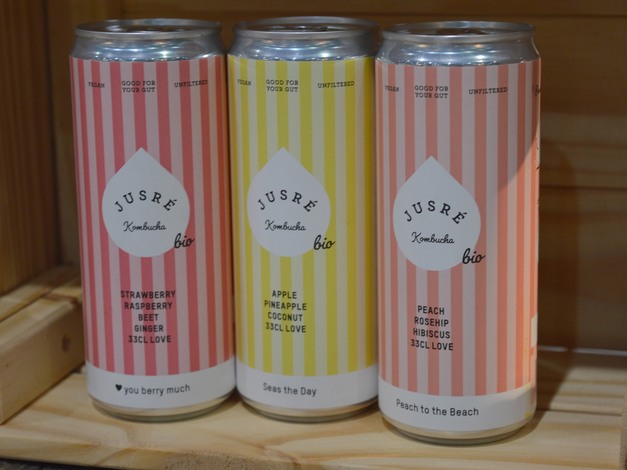 VEGAN
GOOD FOR
YOUR GUT
UNFILTERED
JUSRÉ
Kombucha
bio
STRAWBERRY
RASPBERRY
BEET
GINGER
33CL LOVE
♥ you berry much
VEGAN
GOOD FOR
YOUR GUT
UNFILTERED
JUSRÉ
Kombucha
bio
APPLE
PINEAPPLE
COCONUT
33CL LOVE
Seas the Day
VEGAN
GOOD FOR
YOUR GUT
UNFILTERED
JUSRÉ
Kombucha
bio
PEACH
ROSEHIP
HIBISCUS
33CL LOVE
Peach to the Beach